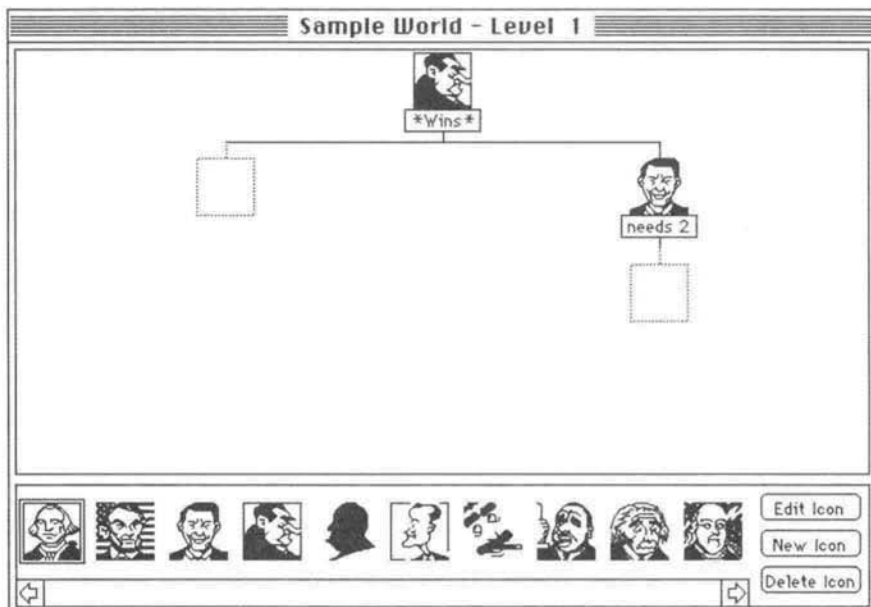 Sample World - Level 1
*Wins*
needs 2
Edit Icon
New Icon
Delete Icon